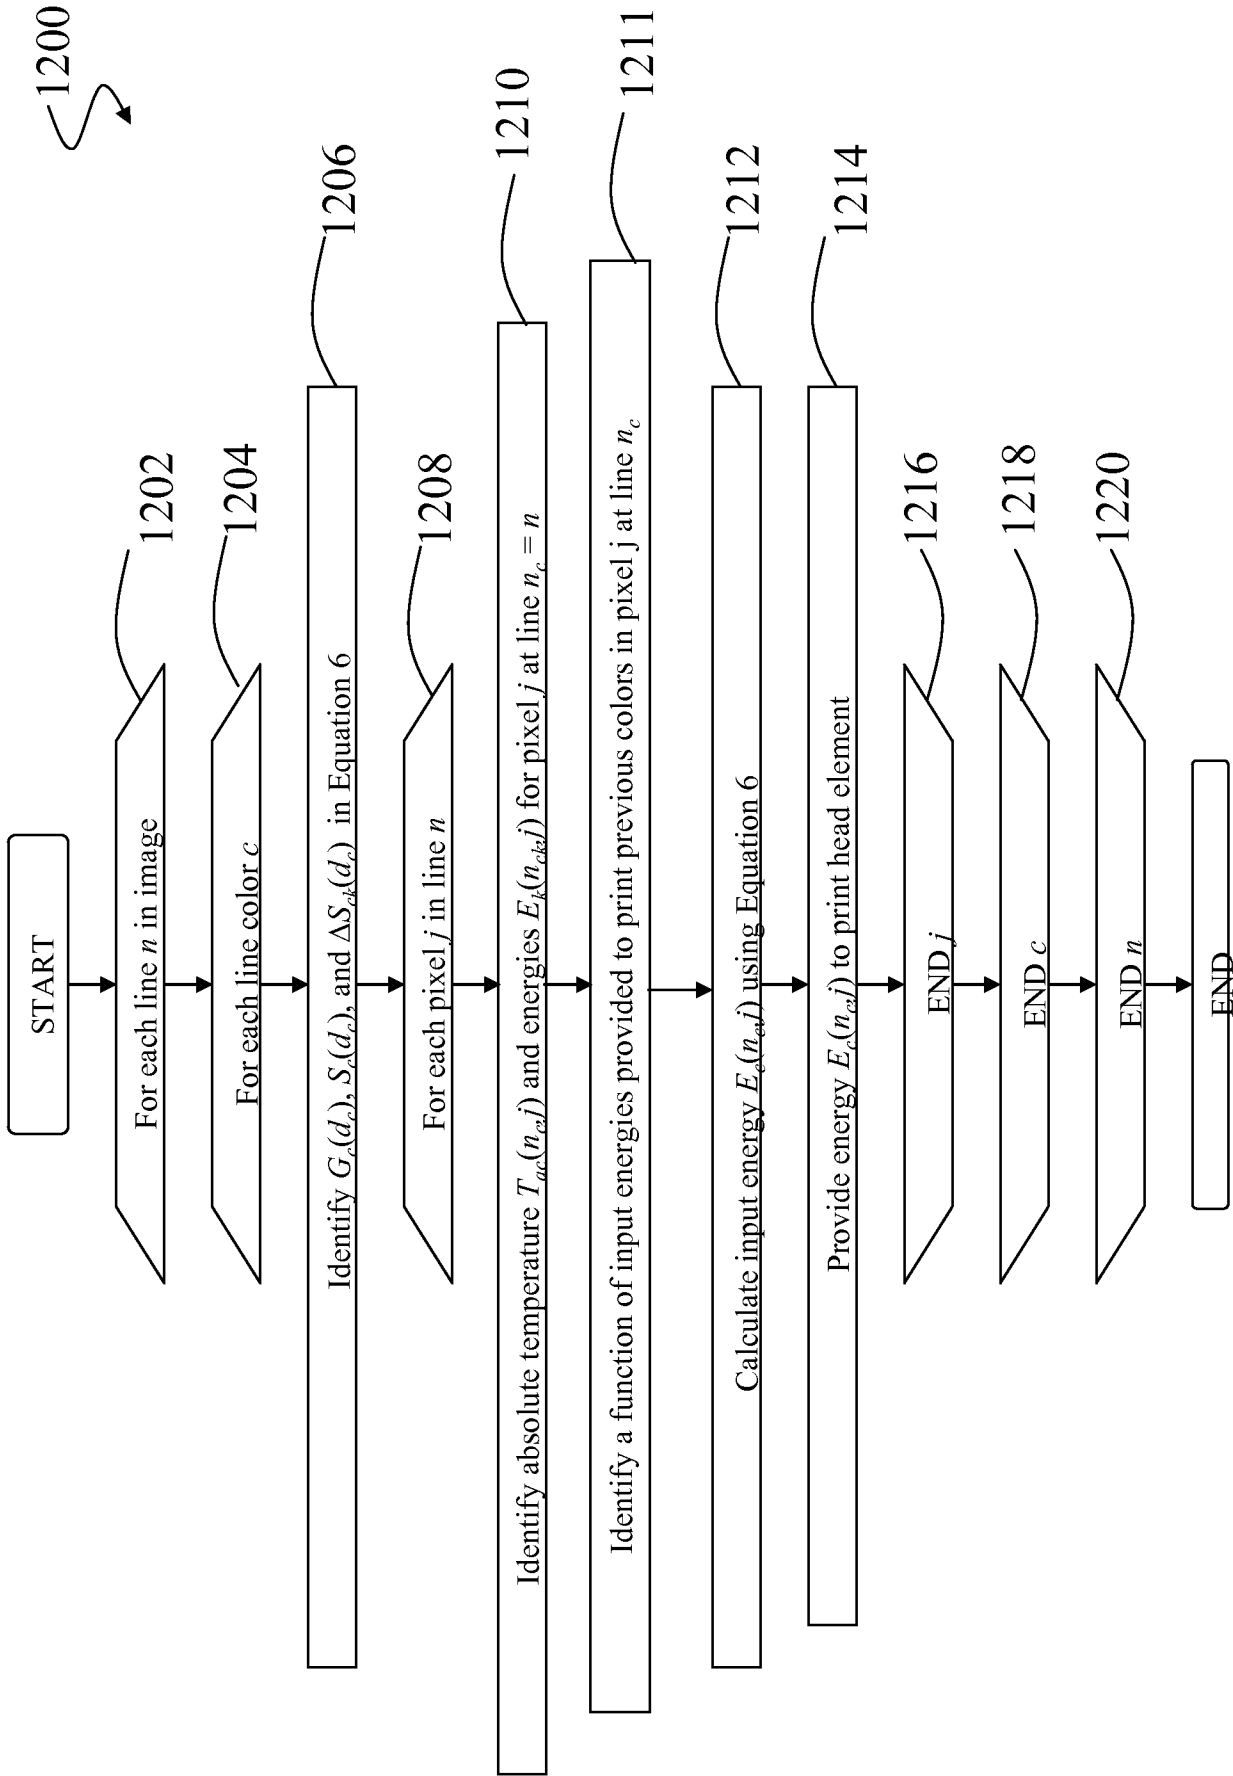 1200
START
For each line n in image
1202
For each line color c
1204
Identify G_c(d_c), S_c(d_c), and ΔS_ck(d_c) in Equation 6
1206
For each pixel j in line n
1208
Identify absolute temperature T_ac(n_c,j) and energies E_k(n_ck,j) for pixel j at line n_c = n
1210
Identify a function of input energies provided to print previous colors in pixel j at line n_c
1211
Calculate input energy E_c(n_c,j) using Equation 6
1212
Provide energy E_c(n_c,j) to print head element
1214
END j
1216
END c
1218
END n
1220
END